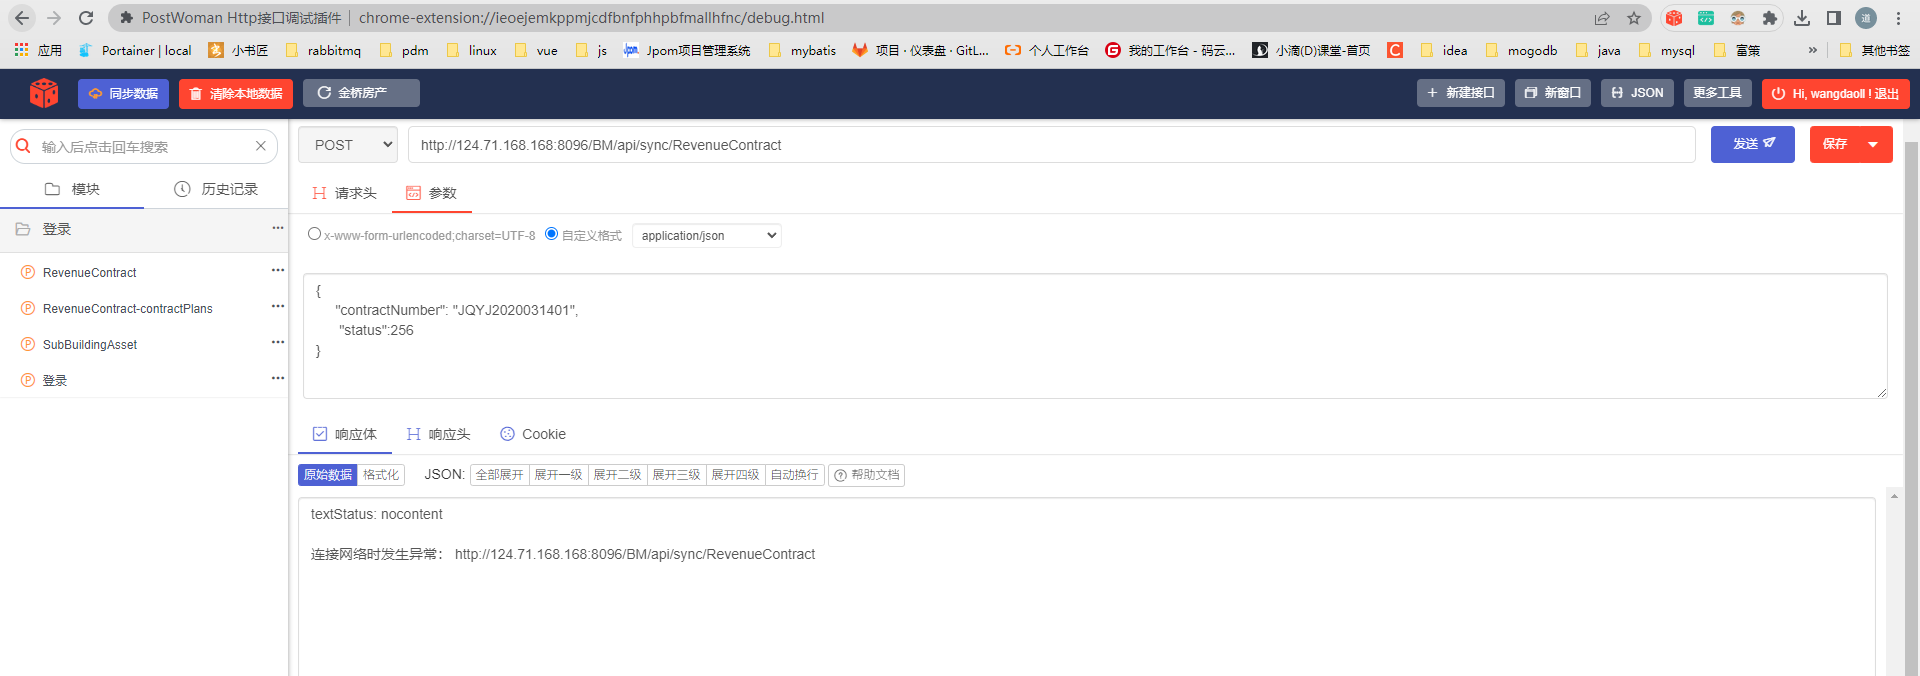 PostWoman Http接口调试插件 | chrome-extension://ieoejemkppmjcdfbnfphhpbfmallhfnc/debug.html 道
应用 Portainer | local 小书匠 rabbitmq pdm linux vue js Jpom项目管理系统 mybatis 项目 · 仪表盘 · GitL... 个人工作台 我的工作台 - 码云... 小滴(D)课堂-首页 idea mogodb java mysql 富策 » 其他书签
同步数据 清除本地数据 金桥房产 新建接口 新窗口 JSON 更多工具 Hi, wangdaoll ! 退出
输入后点击回车搜索
模块 历史记录
登录
RevenueContract
RevenueContract-contractPlans
SubBuildingAsset
登录
POST http://124.71.168.168:8096/BM/api/sync/RevenueContract 发送 保存
请求头 参数
x-www-form-urlencoded;charset=UTF-8 自定义格式 application/json
{
"contractNumber": "JQYJ2020031401",
"status":256
}
响应体 响应头 Cookie
原始数据 格式化 JSON: 全部展开 展开一级 展开二级 展开三级 展开四级 自动换行 帮助文档
textStatus: nocontent
连接网络时发生异常： http://124.71.168.168:8096/BM/api/sync/RevenueContract